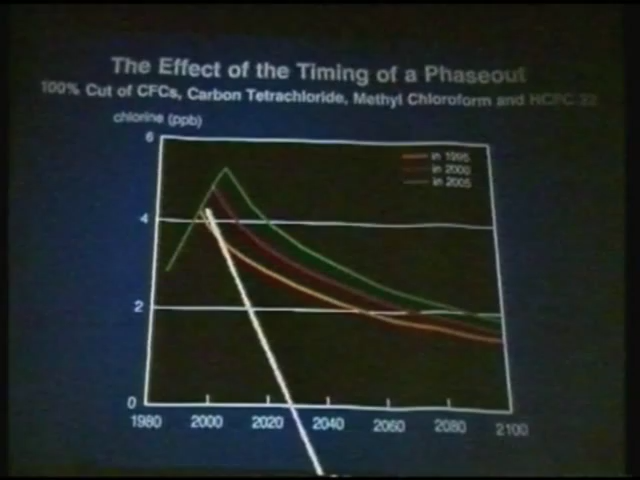 The Effect of the Timing of a Phaseout
100% Cut of CFCs, Carbon Tetrachloride, Methyl Chloroform and HCFC 22
chlorine (ppb)
6
in 1995
in 2000
in 2005
4
2
0
1980 2000 2020 2040 2060 2080 2100